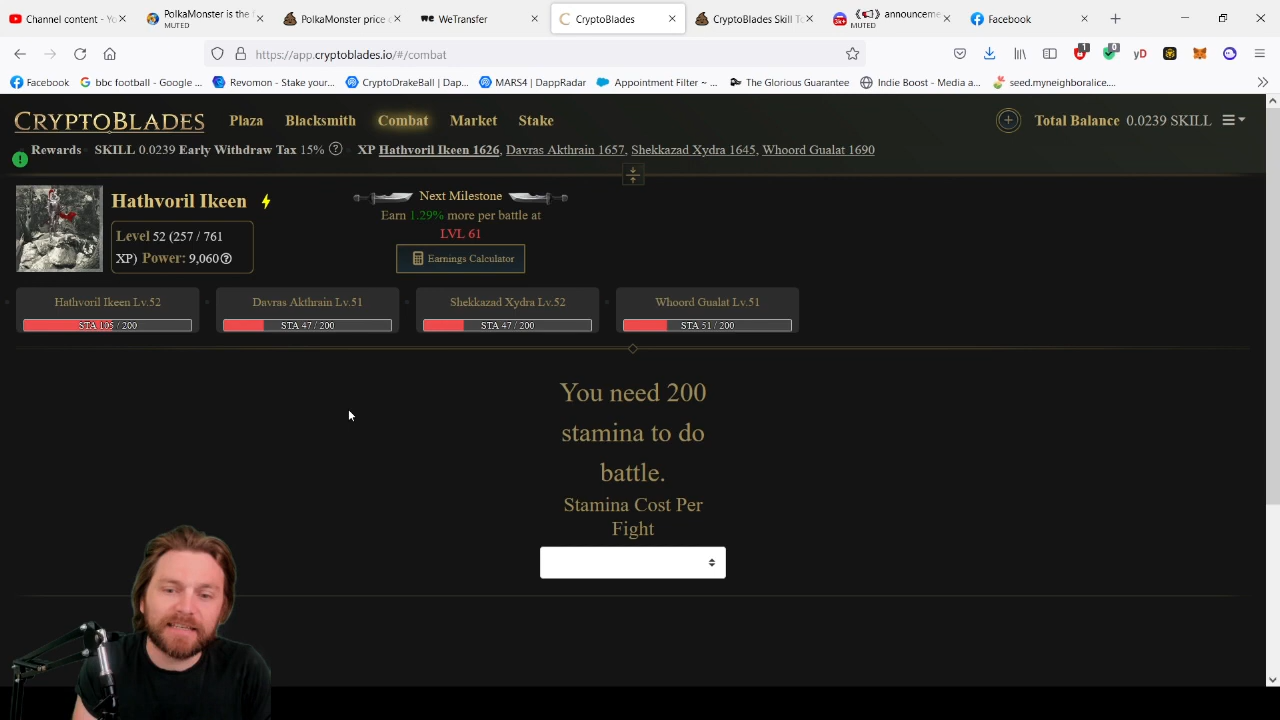 Channel content - Yo
PolkaMonster is the f
MUTED
PolkaMonster price c
WeTransfer
CryptoBlades
CryptoBlades Skill To
announceme
MUTED
Facebook
https://app.cryptoblades.io/#/combat
Facebook
bbc football - Google ...
Revomon - Stake your...
CryptoDrakeBall | Dap...
MARS4 | DappRadar
Appointment Filter ~ ...
The Glorious Guarantee
Indie Boost - Media a...
seed.myneighboralice....
CRYPTOBLADES
Plaza
Blacksmith
Combat
Market
Stake
Total Balance 0.0239 SKILL
Rewards SKILL 0.0239 Early Withdraw Tax 15% XP Hathvoril Ikeen 1626, Davras Akthrain 1657, Shekkazad Xydra 1645, Whoord Gualat 1690
Hathvoril Ikeen
Level 52 (257 / 761
XP) Power: 9,060
Next Milestone
Earn 1.29% more per battle at
LVL 61
Earnings Calculator
Hathvoril Ikeen Lv.52
STA 105 / 200
Davras Akthrain Lv.51
STA 47 / 200
Shekkazad Xydra Lv.52
STA 47 / 200
Whoord Gualat Lv.51
STA 51 / 200
You need 200
stamina to do
battle.
Stamina Cost Per
Fight